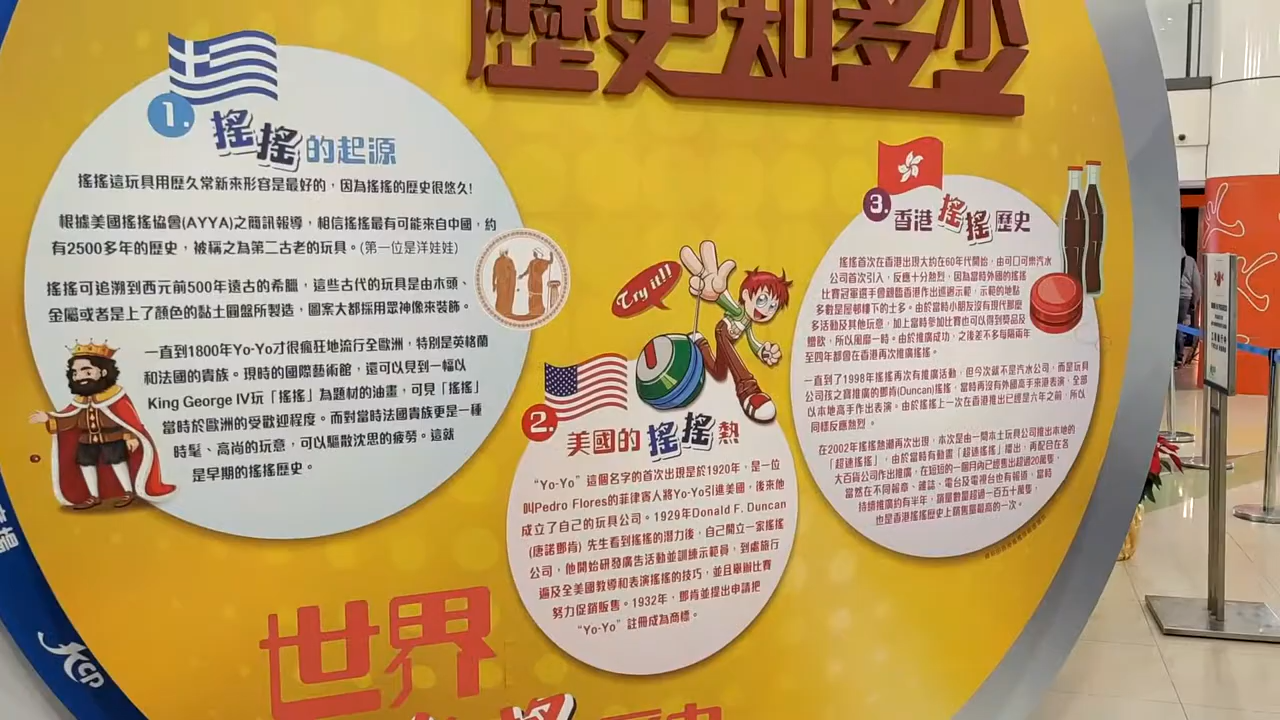 歷史知多少
1.
搖搖的起源
搖搖這玩具用歷久常新來形容是最好的，因為搖搖的歷史很悠久!
根據美國搖搖協會(AYYA)之簡訊報導，相信搖搖最有可能來自中國，約
有2500多年的歷史，被稱之為第二古老的玩具。(第一位是洋娃娃)
搖搖可追溯到西元前500年遠古的希臘，這些古代的玩具是由木頭、
金屬或者是上了顏色的黏土圓盤所製造，圖案大都採用眾神像來裝飾。
一直到1800年Yo-Yo才很瘋狂地流行全歐洲，特別是英格蘭
和法國的貴族。現時的國際藝術館，還可以見到一幅以
King George IV玩「搖搖」為題材的油畫，可見「搖搖」
當時於歐洲的受歡迎程度。而對當時法國貴族更是一種
時髦、高尚的玩意，可以驅散沈思的疲勞。這就
是早期的搖搖歷史。
Try it!!
2.
美國的搖搖熱
“Yo-Yo”這個名字的首次出現是於1920年，是一位
叫Pedro Flores的菲律賓人將Yo-Yo引進美國，後來他
成立了自己的玩具公司。1929年Donald F. Duncan
(唐諾鄧肯) 先生看到搖搖的潛力後，自己開立一家搖搖
公司，他開始研發廣告活動並訓練示範員，到處旅行
遍及全美國教導和表演搖搖的技巧，並且舉辦比賽
努力促銷販售。1932年，鄧肯並提出申請把
“Yo-Yo”註冊成為商標。
3.
香港搖搖歷史
搖搖首次在香港出現大約在60年代開始，由可口可樂汽水
公司首次引入，反應十分熱烈，因為當時外國的搖搖
比賽冠軍選手會親臨香港作出巡迴示範，示範的地點
多數是屋邨樓下的士多。由於當時小朋友沒有現代那麼
多活動及其他玩意，加上當時參加比賽也可以得到獎品及
贈飲，所以風靡一時。由於推廣成功，之後差不多每隔兩年
至四年都會在香港再次推廣搖搖。
一直到了1998年搖搖再次有推廣活動，但今次就不是汽水公司，而是玩具
公司孩之寶推廣的鄧肯(Duncan)搖搖，當時再沒有外國高手來港表演，全部
以本地高手作出表演。由於搖搖上一次在香港推出已經是六年之前，所以
同樣反應熱烈。
在2002年搖搖熱潮再次出現，本次是由一間本土玩具公司推出本地的
「超速搖搖」，由於當時有動畫「超速搖搖」播出，再配合在各
大百貨公司作出推廣，在短短的一個月內已經售出超過20萬隻，
當然在不同報章、雜誌、電台及電視台也有報道，當時
持續推廣約有半年，銷量數量超過一百五十萬隻，
也是香港搖搖歷史上銷售量最高的一次。
世界
KCP